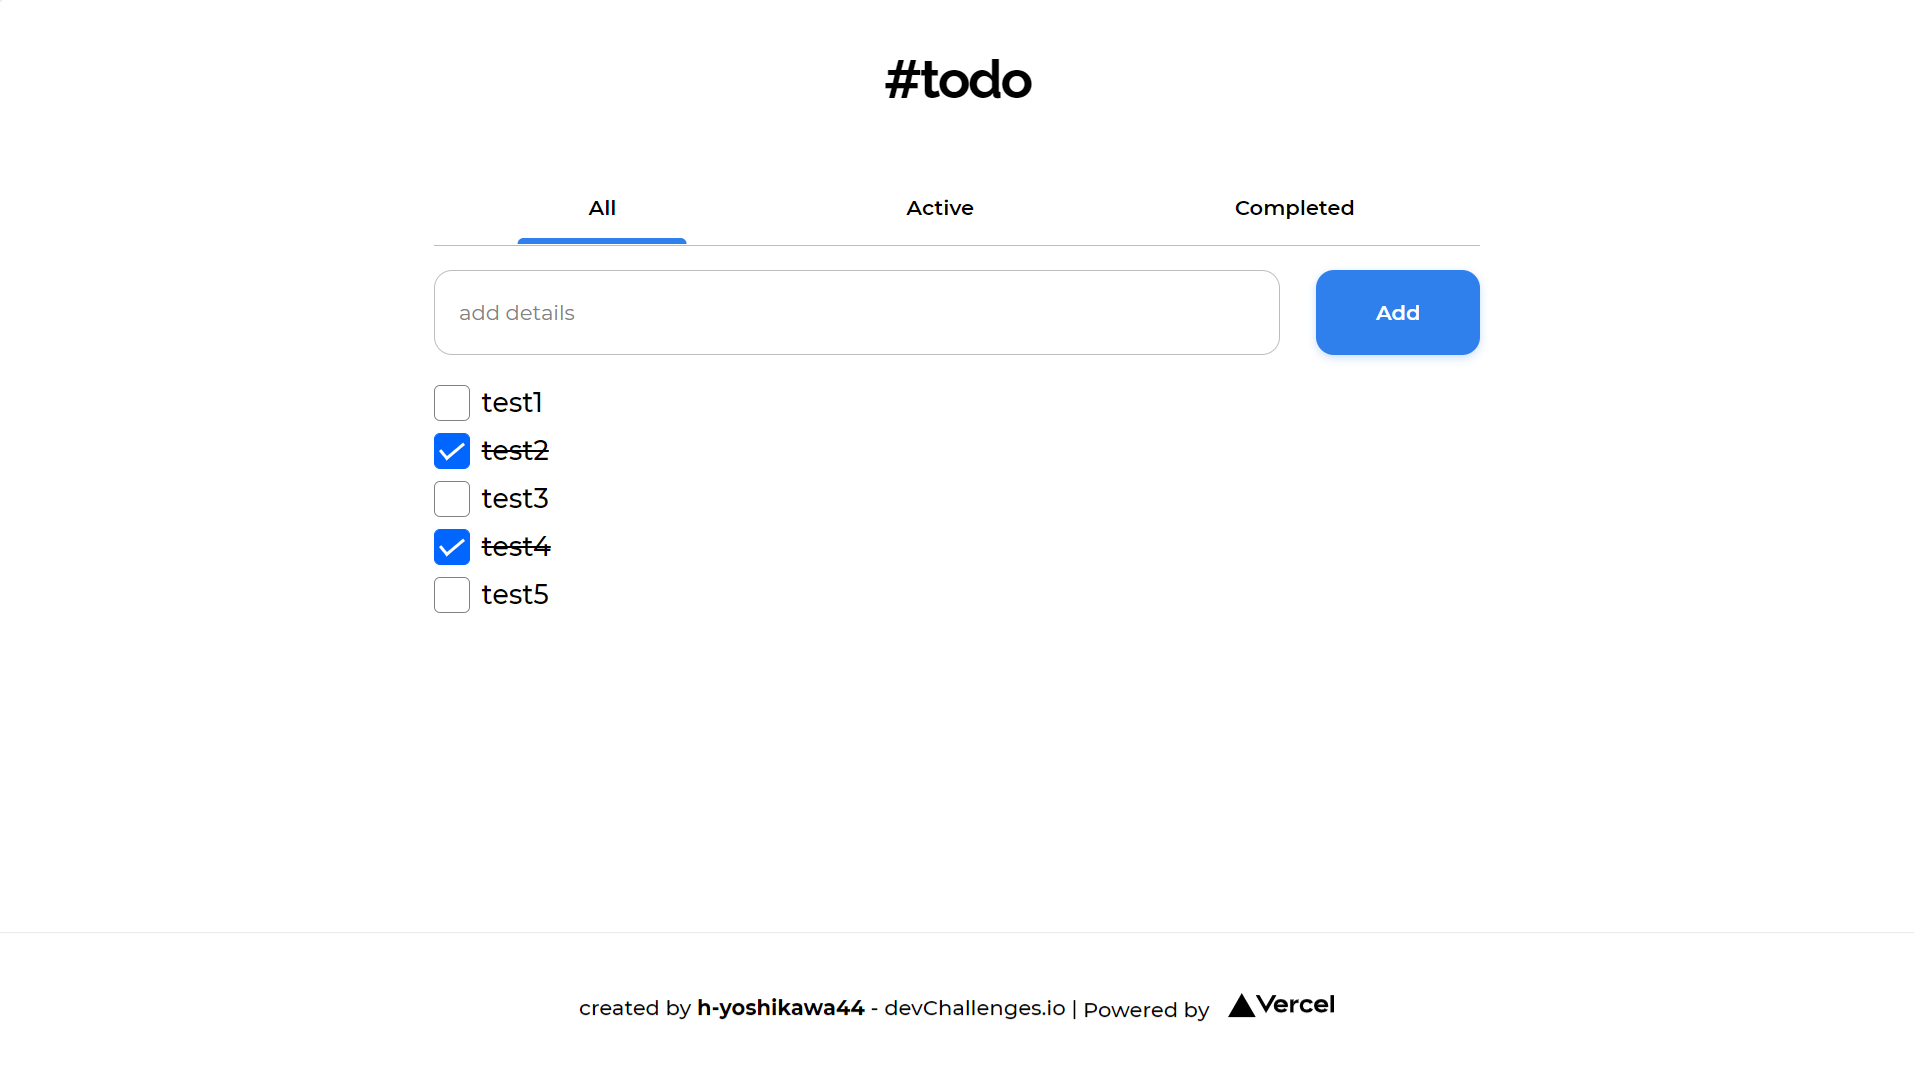 #todo
All Active Completed
add details Add
test1
test2
test3
test4
test5
created by h-yoshikawa44 - devChallenges.io | Powered by Vercel